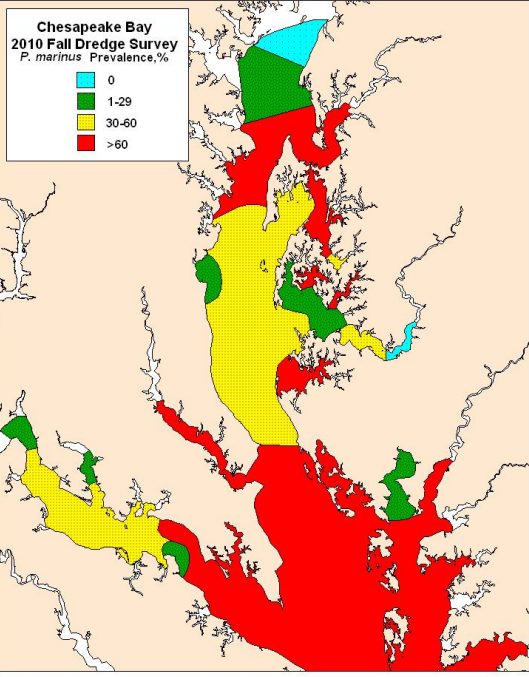 Chesapeake Bay
2010 Fall Dredge Survey
P. marinus Prevalence,%
0
1-29
30-60
>60